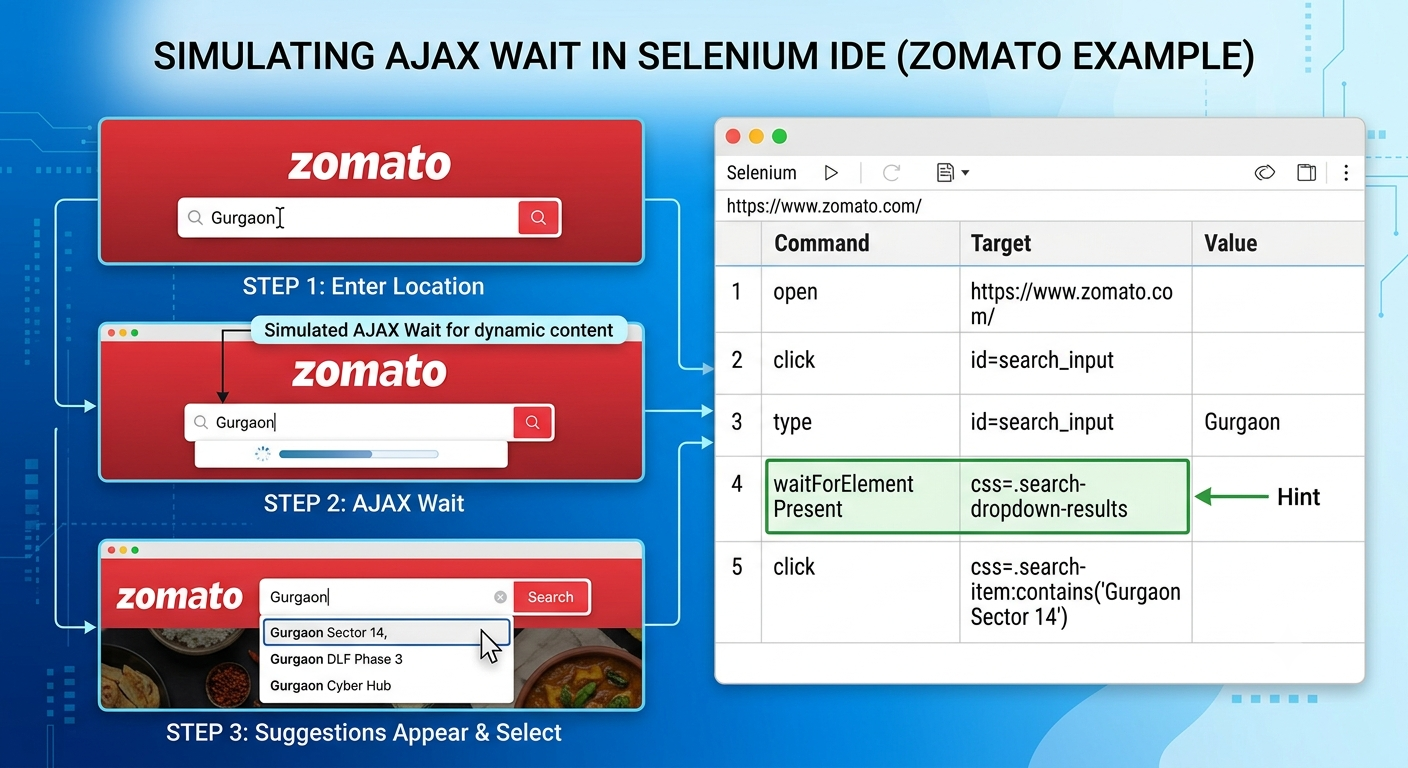 SIMULATING AJAX WAIT IN SELENIUM IDE (ZOMATO EXAMPLE)
zomato
Gurgaon
STEP 1: Enter Location
Simulated AJAX Wait for dynamic content
zomato
Gurgaon
STEP 2: AJAX Wait
zomato
Gurgaon
Search
Gurgaon Sector 14,
Gurgaon DLF Phase 3
Gurgaon Cyber Hub
STEP 3: Suggestions Appear & Select
Selenium
https://www.zomato.com/
Command Target Value
1 open https://www.zomato.co
m/
2 click id=search_input
3 type id=search_input Gurgaon
4 waitForElement css=.search-
Present dropdown-results
Hint
5 click css=.search-
item:contains('Gurgaon
Sector 14')